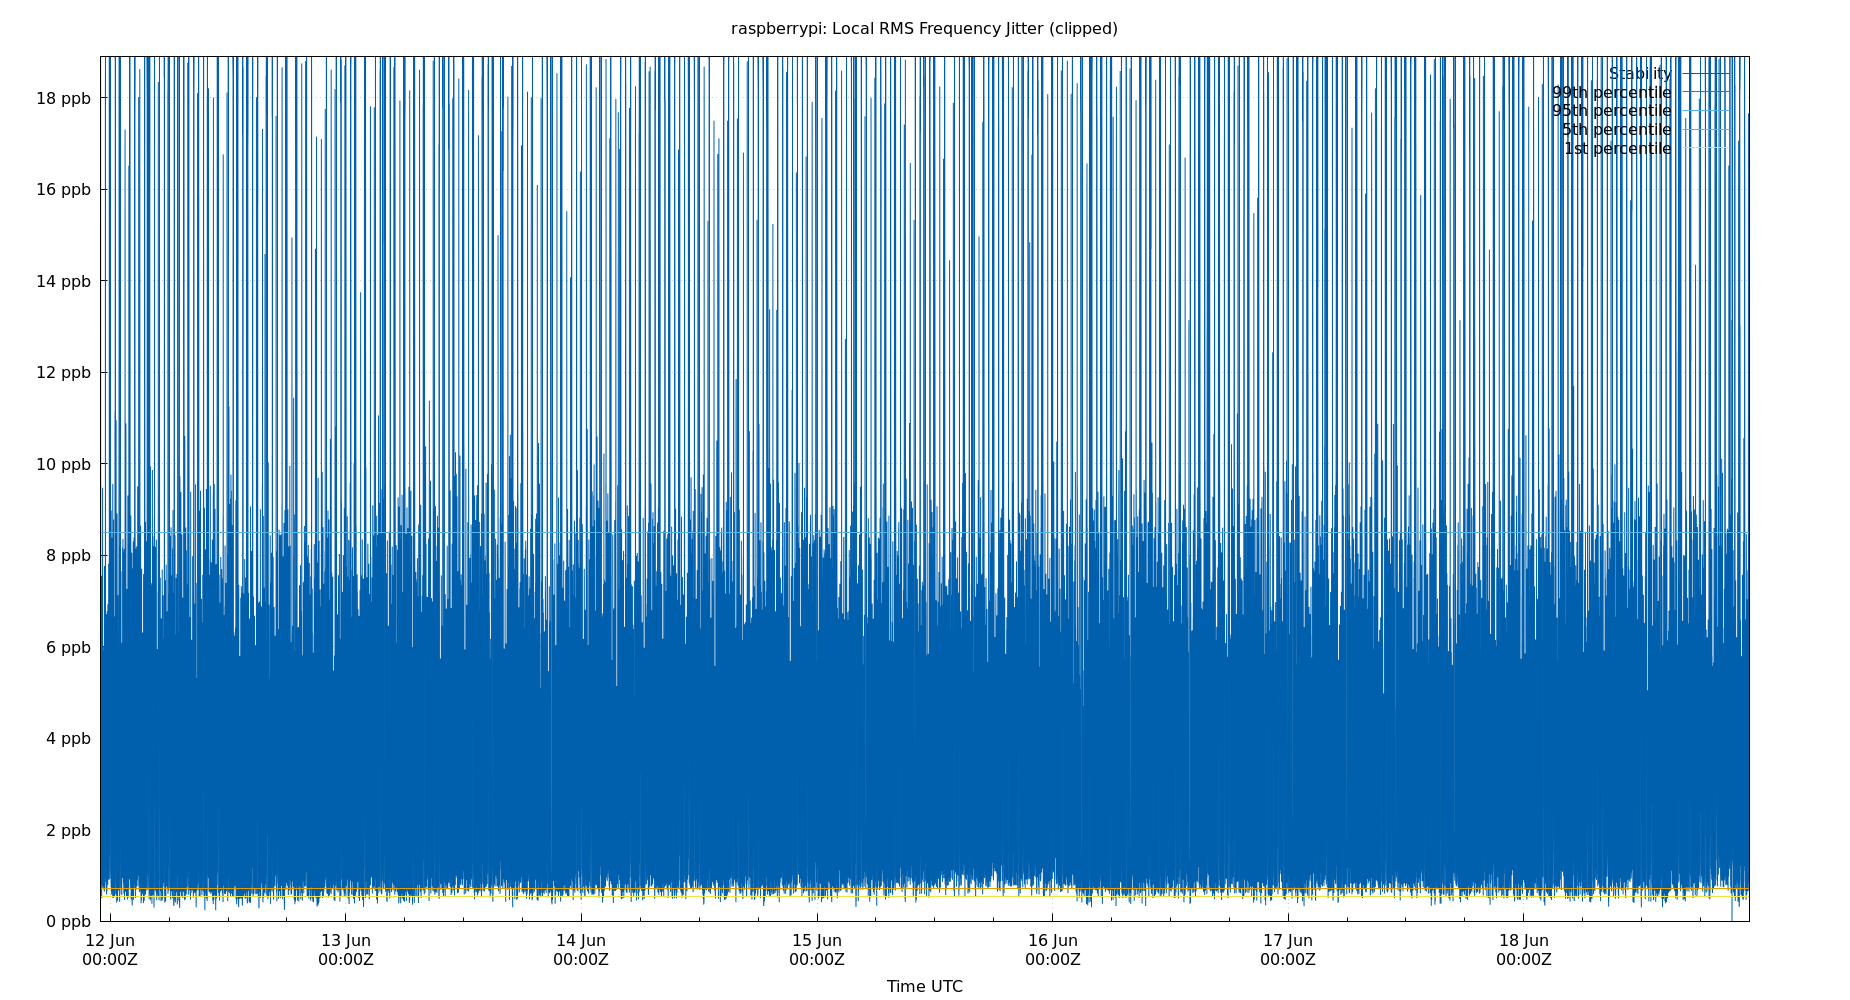 raspberrypi: Local RMS Frequency Jitter (clipped)
Stability
99th percentile
95th percentile
5th percentile
1st percentile
18 ppb
16 ppb
14 ppb
12 ppb
10 ppb
8 ppb
6 ppb
4 ppb
2 ppb
0 ppb
12 Jun 13 Jun 14 Jun 15 Jun 16 Jun 17 Jun 18 Jun
00:00Z 00:00Z 00:00Z 00:00Z 00:00Z 00:00Z 00:00Z
Time UTC